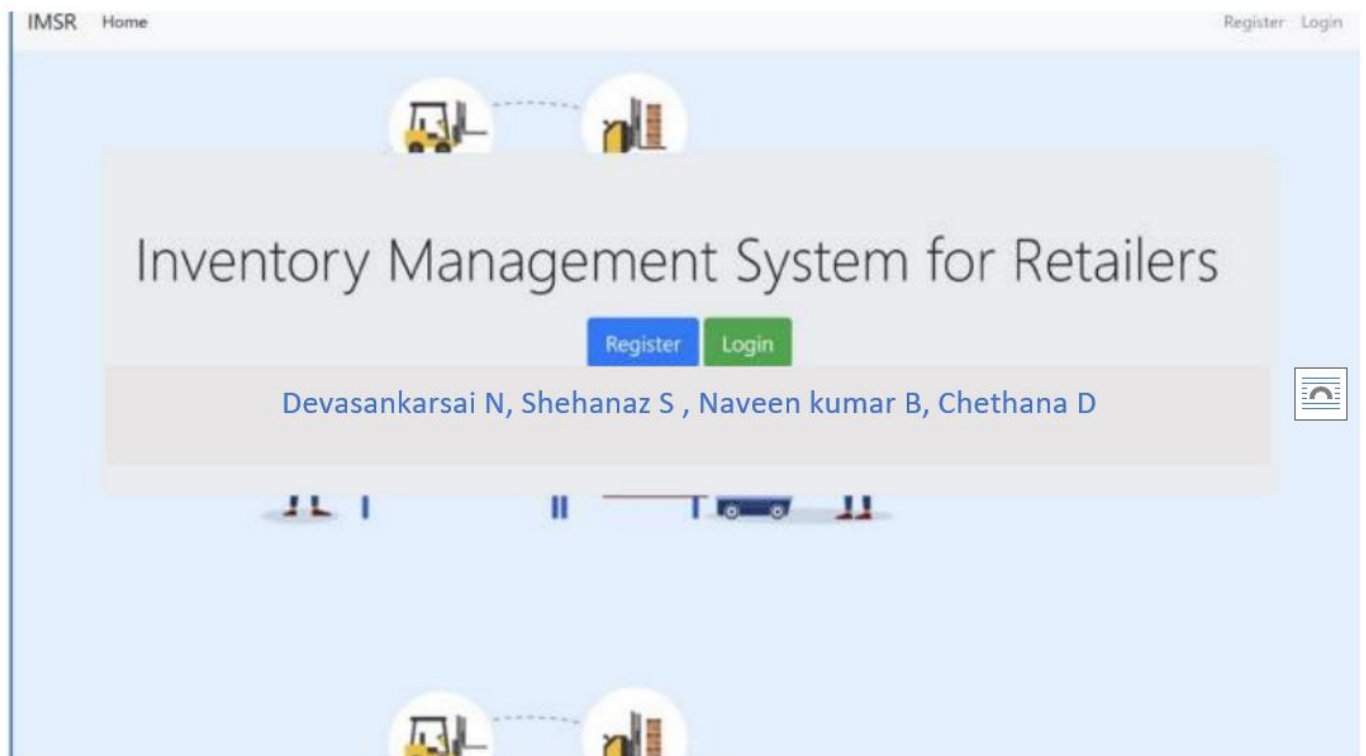 IMSR Home Register Login
Inventory Management System for Retailers
Register Login
Devasankarsai N, Shehanaz S , Naveen kumar B, Chethana D